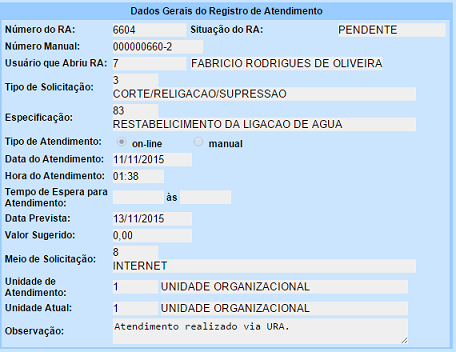 Dados Gerais do Registro de Atendimento
Número do RA: 6604 Situação do RA: PENDENTE
Número Manual: 000000660-2
Usuário que Abriu RA: 7 FABRICIO RODRIGUES DE OLIVEIRA
Tipo de Solicitação: 3
CORTE/RELIGACAO/SUPRESSAO
Especificação: 83
RESTABELICIMENTO DA LIGACAO DE AGUA
Tipo de Atendimento: on-line manual
Data do Atendimento: 11/11/2015
Hora do Atendimento: 01:38
Tempo de Espera para
Atendimento: às
Data Prevista: 13/11/2015
Valor Sugerido: 0,00
Meio de Solicitação: 8
INTERNET
Unidade de
Atendimento: 1 UNIDADE ORGANIZACIONAL
Unidade Atual: 1 UNIDADE ORGANIZACIONAL
Observação: Atendimento realizado via URA.